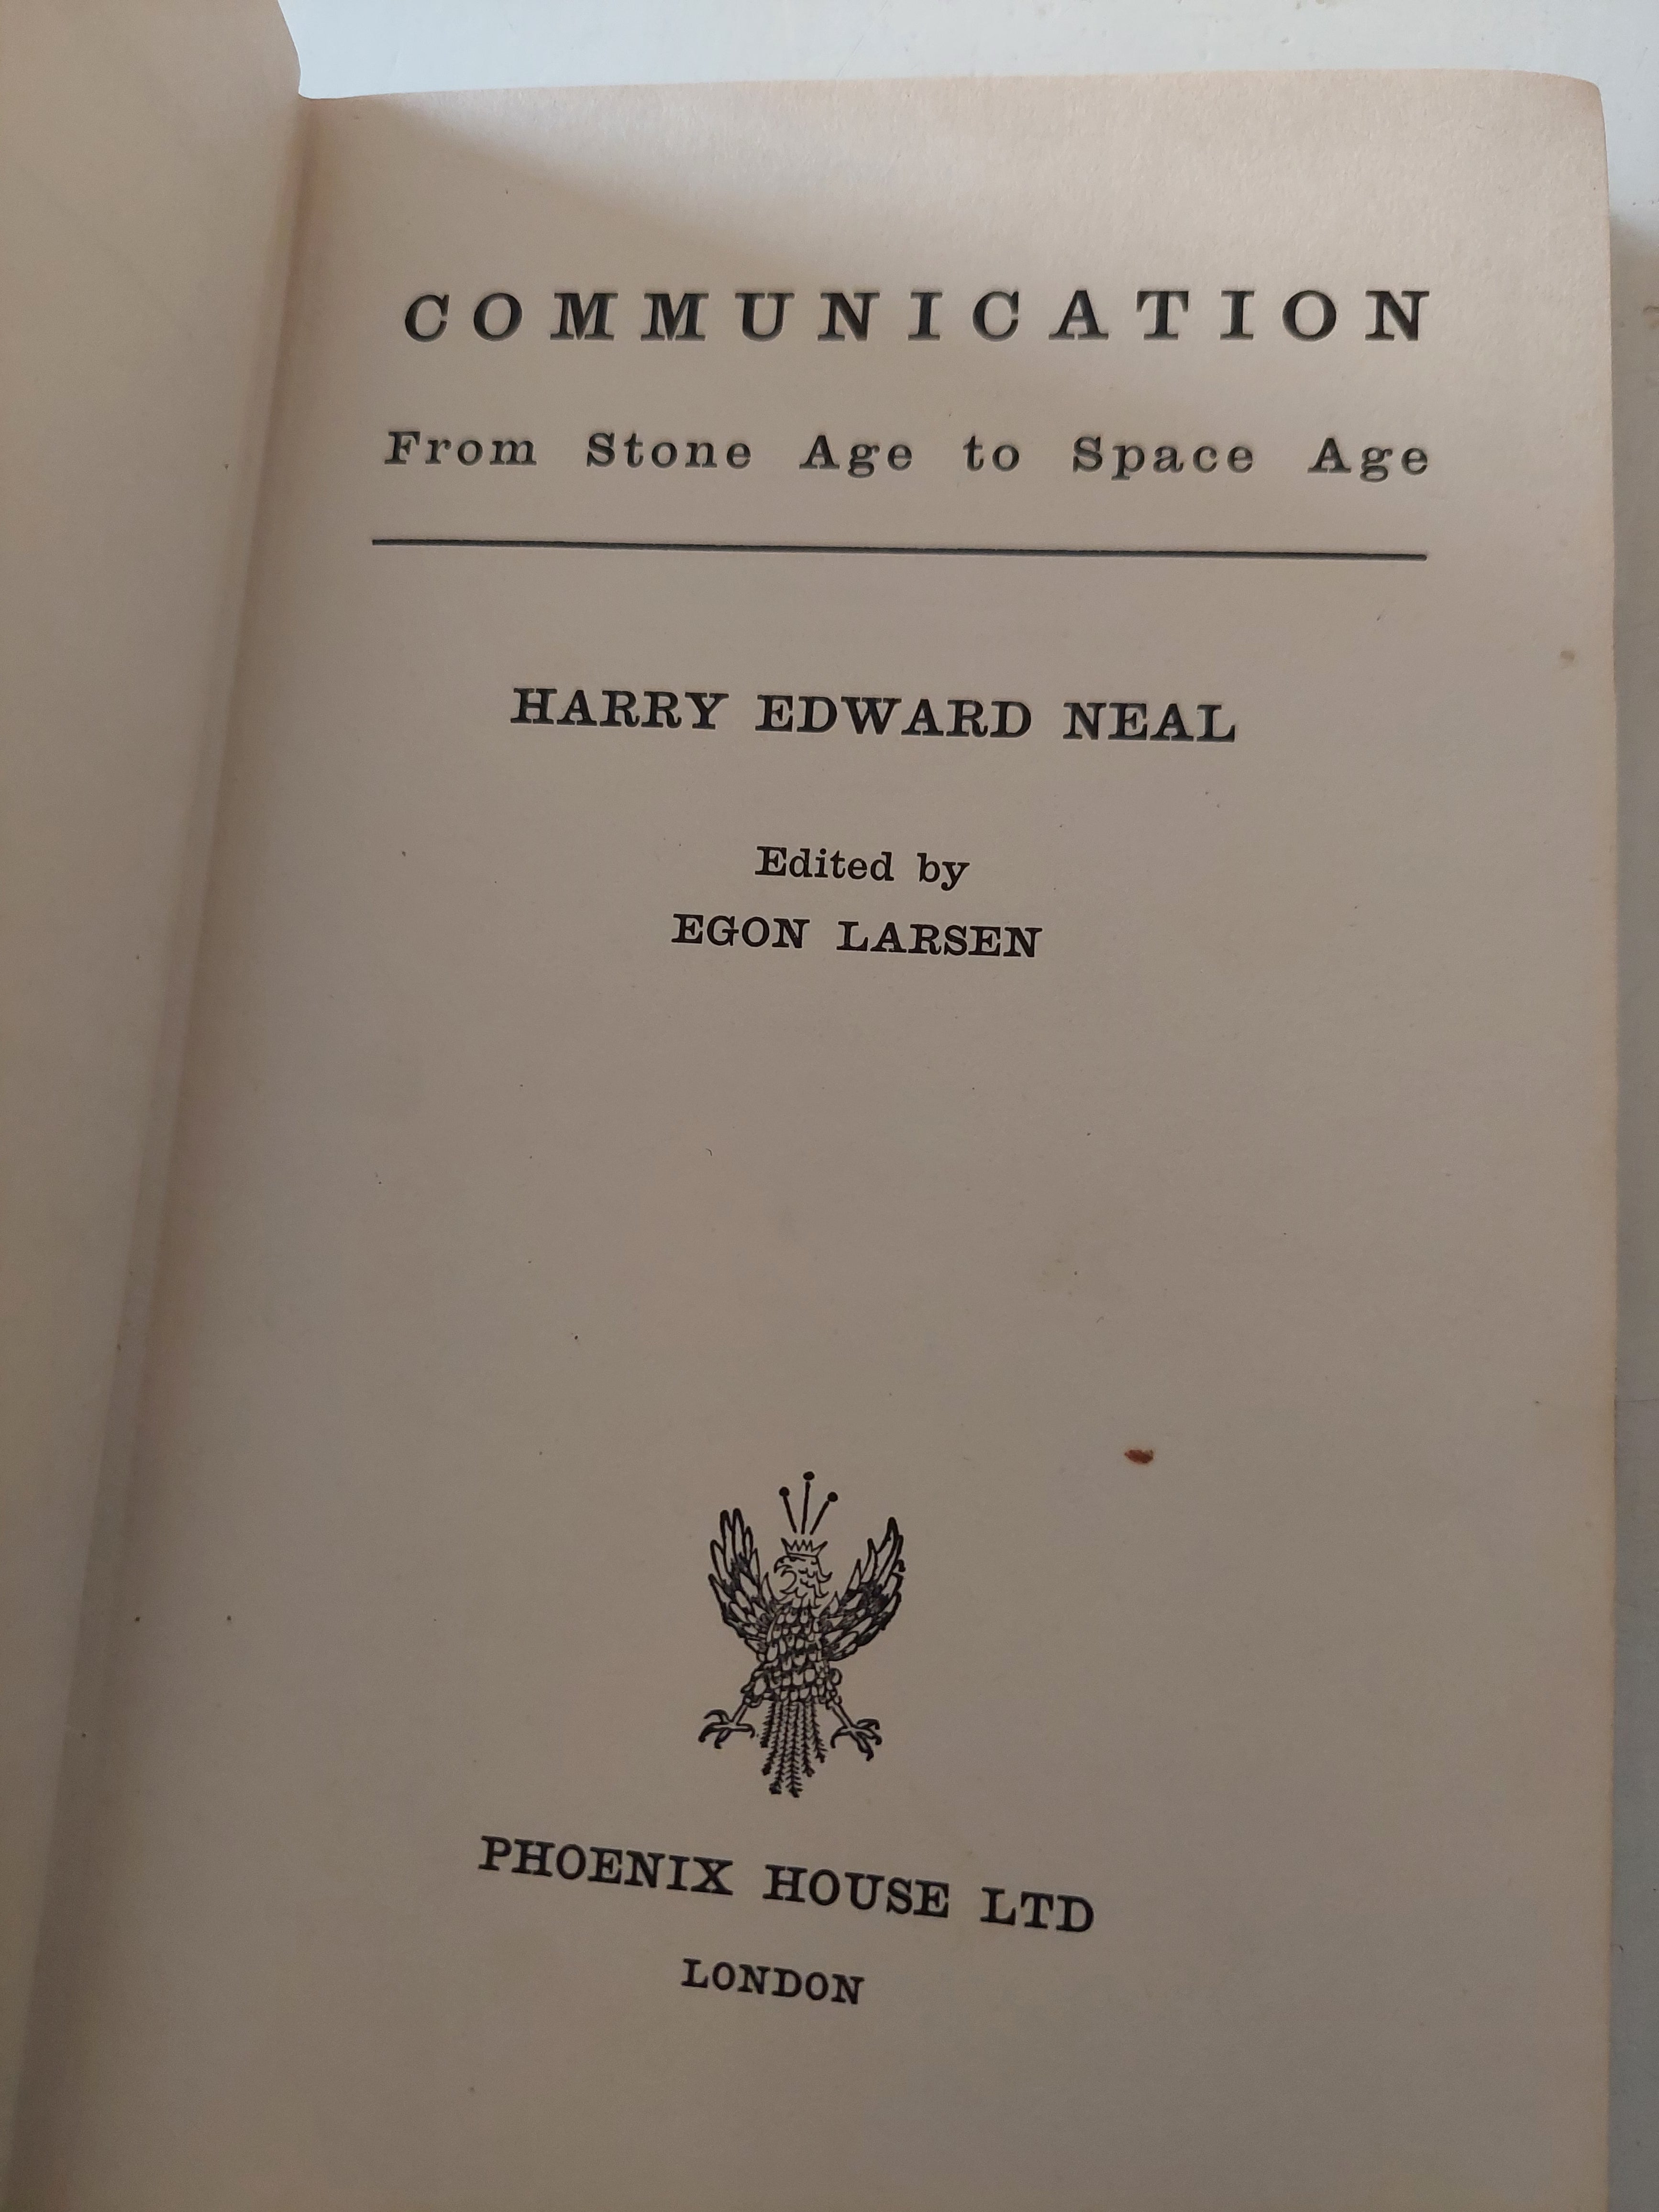 COMMUNICATION
From Stone Age to Space Age
HARRY EDWARD NEAL
Edited by
EGON LARSEN
PHOENIX HOUSE LTD
LONDON